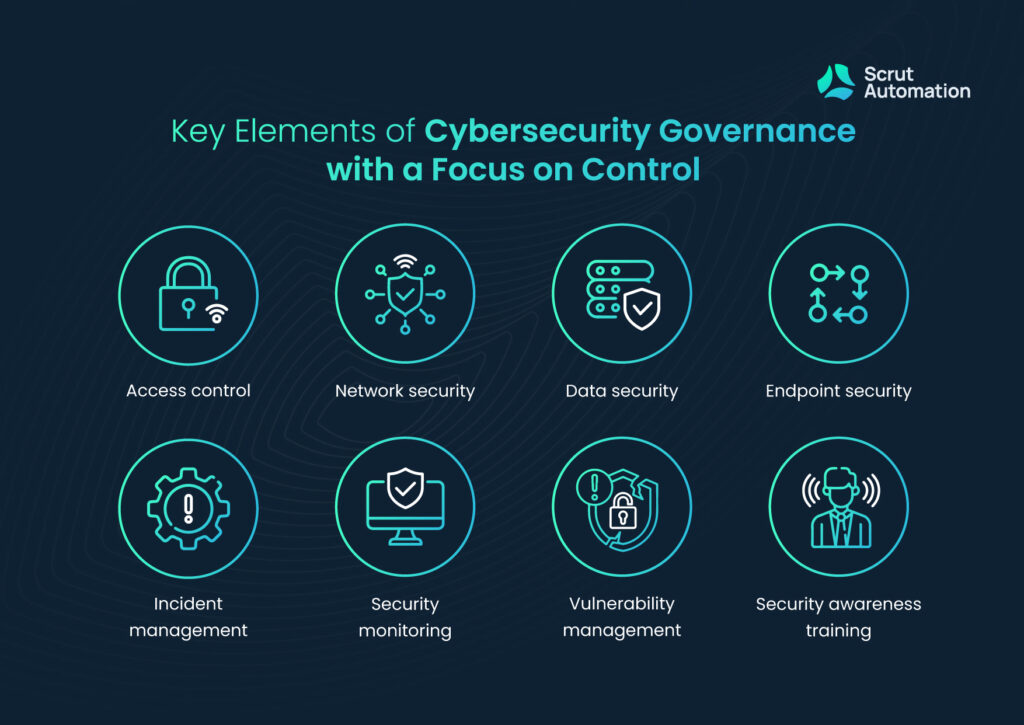 Scrut
Automation
Key Elements of Cybersecurity Governance
with a Focus on Control
Access control
Network security
Data security
Endpoint security
Incident
management
Security
monitoring
Vulnerability
management
Security awareness
training